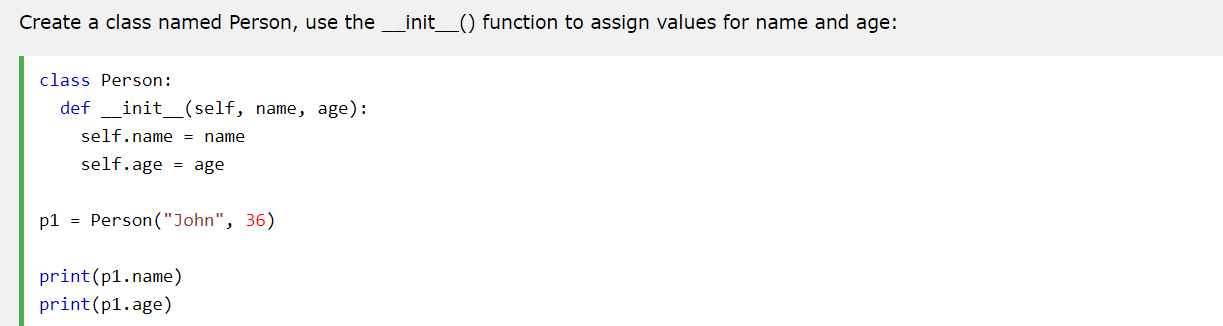 Create a class named Person, use the __init__() function to assign values for name and age:
class Person:
  def __init__(self, name, age):
    self.name = name
    self.age = age
p1 = Person("John", 36)
print(p1.name)
print(p1.age)